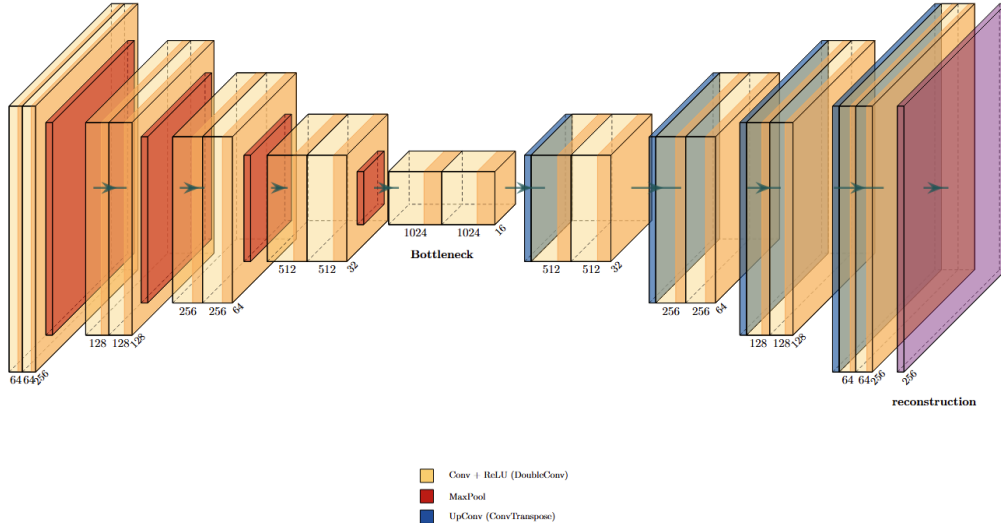 64 64 256
128 128 128
256 256 64
512 512 32
1024 1024 16
Bottleneck
512 512 32
256 256 64
128 128 128
64 64 256
256
reconstruction
Conv + ReLU (DoubleConv)
MaxPool
UpConv (ConvTranspose)